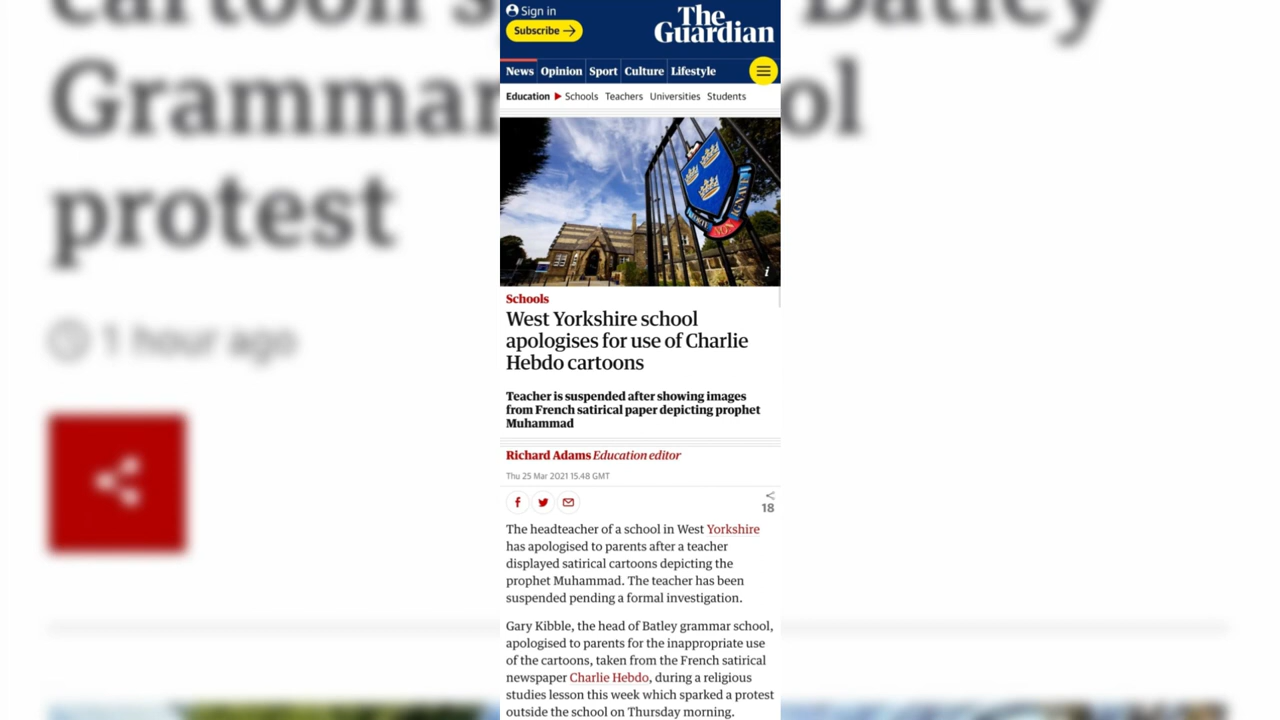 cartoon
Batley
Grammar
ol
protest
1 hour ago
Sign in
Subscribe →
The
Guardian
News Opinion Sport Culture Lifestyle
Education ▶ Schools Teachers Universities Students
i
Schools
West Yorkshire school
apologises for use of Charlie
Hebdo cartoons
Teacher is suspended after showing images
from French satirical paper depicting prophet
Muhammad
Richard Adams Education editor
Thu 25 Mar 2021 15.48 GMT
18
The headteacher of a school in West Yorkshire
has apologised to parents after a teacher
displayed satirical cartoons depicting the
prophet Muhammad. The teacher has been
suspended pending a formal investigation.
Gary Kibble, the head of Batley grammar school,
apologised to parents for the inappropriate use
of the cartoons, taken from the French satirical
newspaper Charlie Hebdo, during a religious
studies lesson this week which sparked a protest
outside the school on Thursday morning.